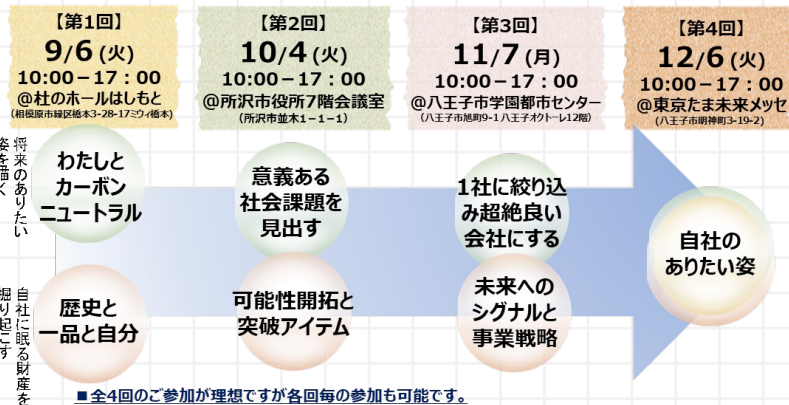 【第1回】
9/6 (火)
10:00－17：00
@杜のホールはしもと
(相模原市緑区橋本3-28-17ミウィ橋本)
【第2回】
10/4 (火)
10:00－17：00
@所沢市役所7階会議室
(所沢市並木1－1－1)
【第3回】
11/7 (月)
10:00－17：00
@八王子市学園都市センター
(八王子市旭町9-1 八王子オクトーレ12階)
【第4回】
12/6 (火)
10:00－17：00
@東京たま未来メッセ
(八王子市明神町3-19-2)
将来のありたい
姿を描く
わたしと
カーボン
ニュートラル
意義ある
社会課題を
見出す
1社に絞り込
み超絶良い
会社にする
自社の
ありたい姿
自社に眠る財産を
掘り起こす
歴史と
一品と自分
可能性開拓と
突破アイテム
未来への
シグナルと
事業戦略
■全4回のご参加が理想ですが各回毎の参加も可能です。